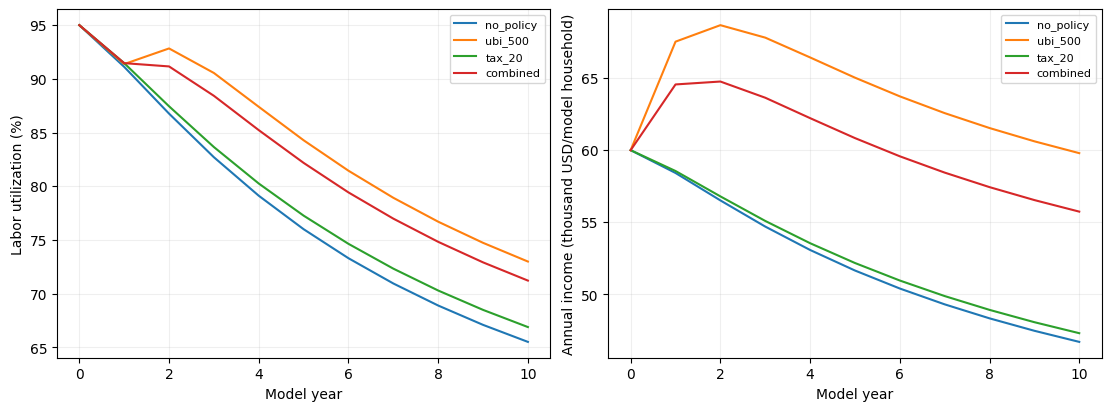 Labor utilization (%)
95
90
85
80
75
70
65
0
2
4
6
8
10
Model year
no_policy
ubi_500
tax_20
combined
Annual income (thousand USD/model household)
65
60
55
50
0
2
4
6
8
10
Model year
no_policy
ubi_500
tax_20
combined